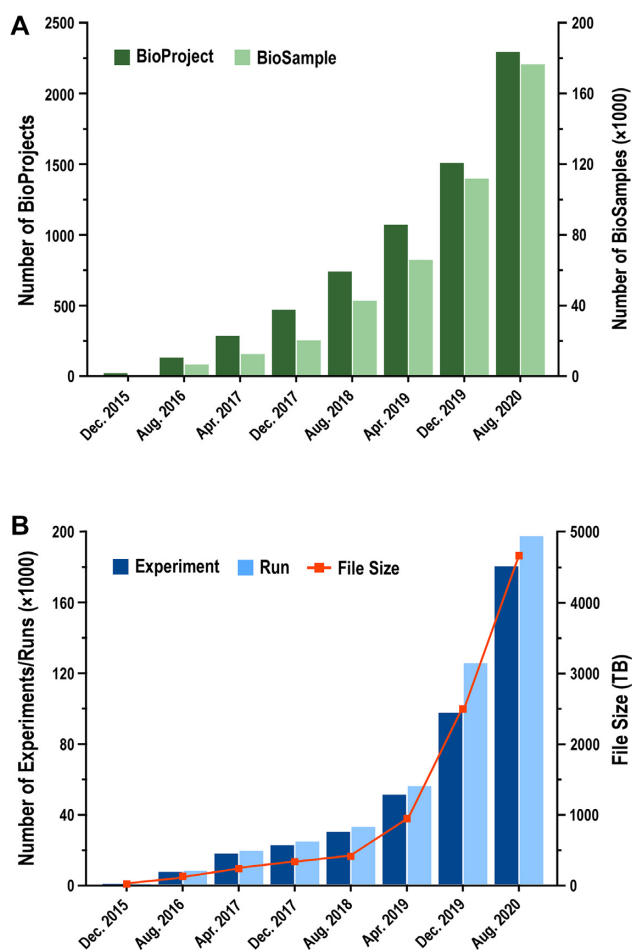 A
BioProject
BioSample
Number of BioProjects
2500
2000
1500
1000
500
0
Number of BioSamples (×1000)
200
160
120
80
40
0
Dec. 2015
Aug. 2016
Apr. 2017
Dec. 2017
Aug. 2018
Apr. 2019
Dec. 2019
Aug. 2020
B
Experiment
Run
File Size
Number of Experiments/Runs (×1000)
200
160
120
80
40
0
File Size (TB)
5000
4000
3000
2000
1000
0
Dec. 2015
Aug. 2016
Apr. 2017
Dec. 2017
Aug. 2018
Apr. 2019
Dec. 2019
Aug. 2020